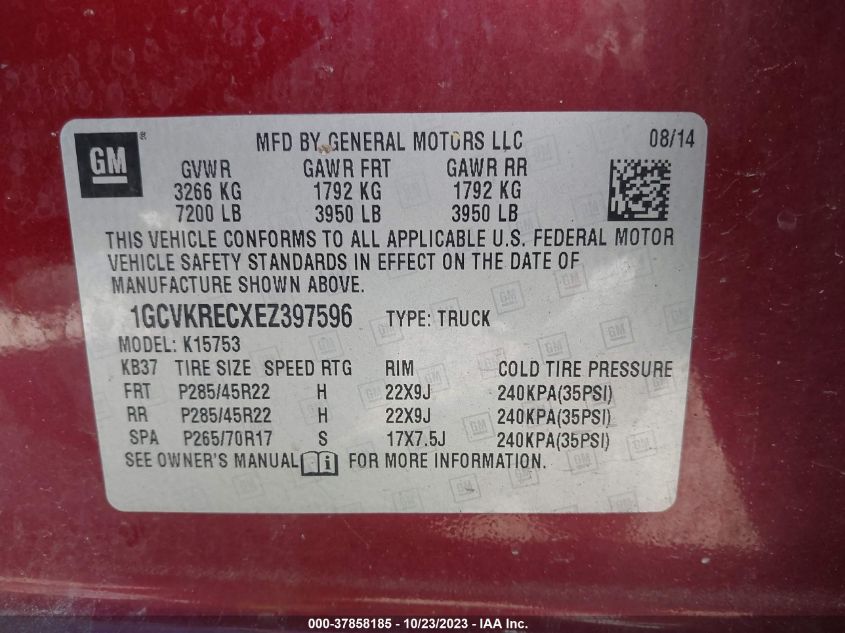 GM
MFD BY GENERAL MOTORS LLC 08/14
GVWR GAWR FRT GAWR RR
3266 KG 1792 KG 1792 KG
7200 LB 3950 LB 3950 LB
THIS VEHICLE CONFORMS TO ALL APPLICABLE U.S. FEDERAL MOTOR
VEHICLE SAFETY STANDARDS IN EFFECT ON THE DATE OF
MANUFACTURE SHOWN ABOVE.
1GCVKRECXEZ397596 TYPE: TRUCK
MODEL: K15753
KB37 TIRE SIZE SPEED RTG RIM COLD TIRE PRESSURE
FRT P285/45R22 H 22X9J 240KPA(35PSI)
RR P285/45R22 H 22X9J 240KPA(35PSI)
SPA P265/70R17 S 17X7.5J 240KPA(35PSI)
SEE OWNER'S MANUAL FOR MORE INFORMATION.
000-37858185 - 10/23/2023 - IAA Inc.